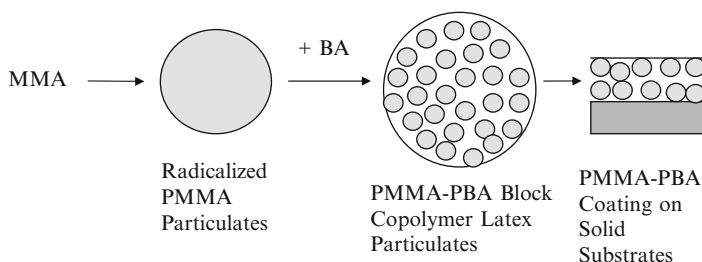 MMA
+ BA
Radicalized
PMMA
Particulates
PMMA-PBA Block
Copolymer Latex
Particulates
PMMA-PBA
Coating on
Solid
Substrates